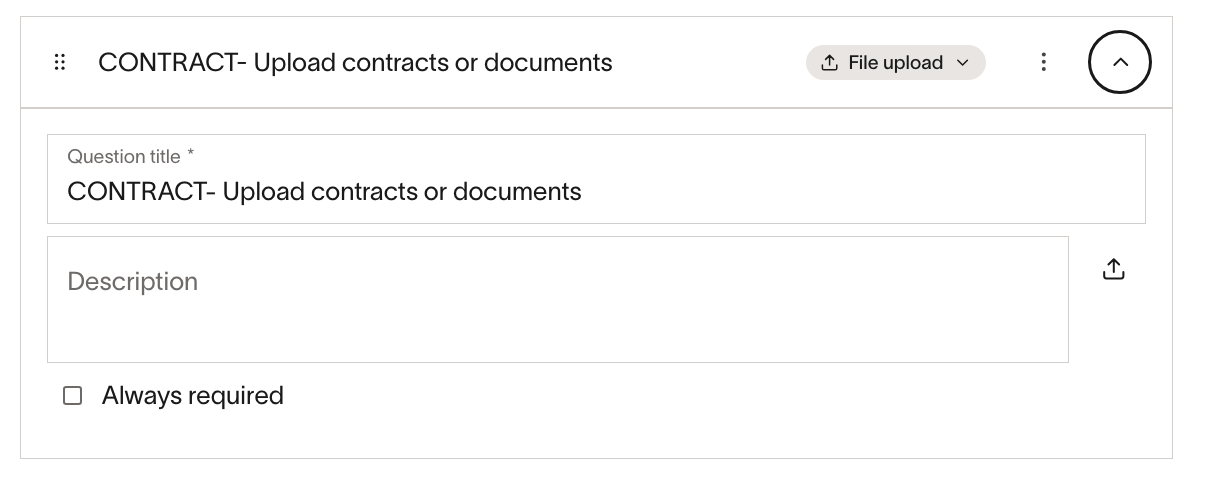 CONTRACT- Upload contracts or documents
File upload
Question title *
CONTRACT- Upload contracts or documents
Description
Always required